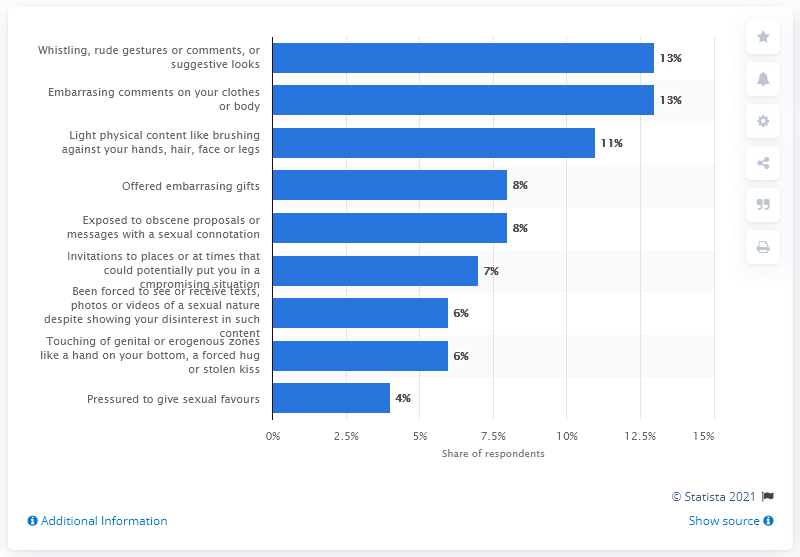 Whistling, rude gestures or comments, or
suggestive looks
13%
Embarrasing comments on your clothes
or body
13%
Light physical content like brushing
against your hands, hair, face or legs
11%
Offered embarrasing gifts
8%
Exposed to obscene proposals or
messages with a sexual connotation
8%
Invitations to places or at times that
could potentially put you in a
cmpromising situation
7%
Been forced to see or receive texts,
photos or videos of a sexual nature
despite showing your disinterest in such
content
6%
Touching of genital or erogenous zones
like a hand on your bottom, a forced hug
or stolen kiss
6%
Pressured to give sexual favours
4%
0% 2.5% 5% 7.5% 10% 12.5% 15%
Share of respondents
© Statista 2021
Additional Information
Show source